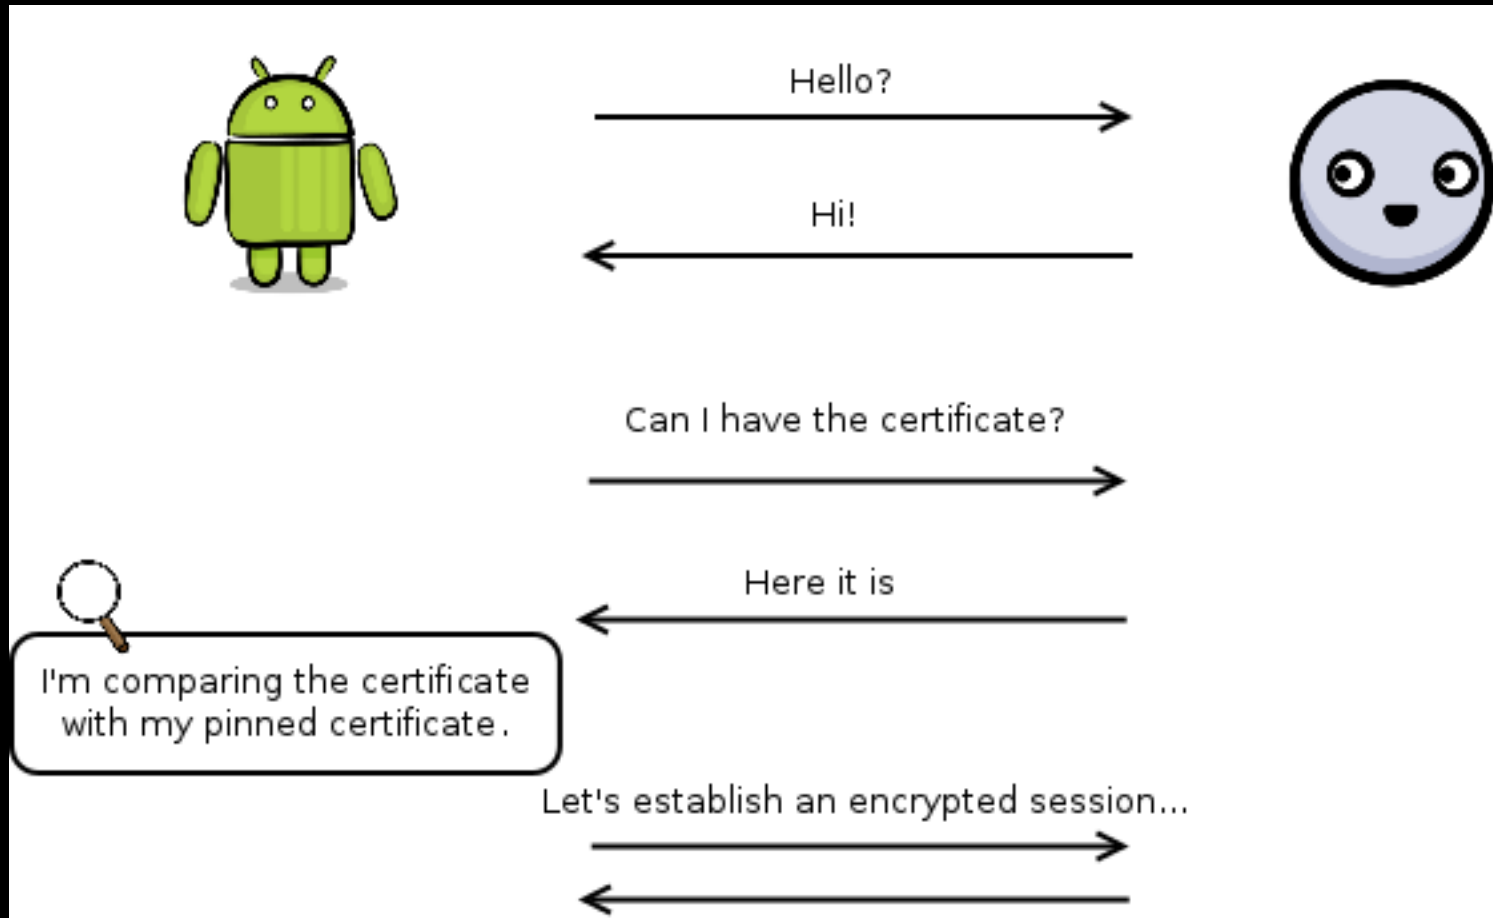 Hello?
Hi!
Can I have the certificate?
Here it is
I'm comparing the certificate
with my pinned certificate.
Let's establish an encrypted session...